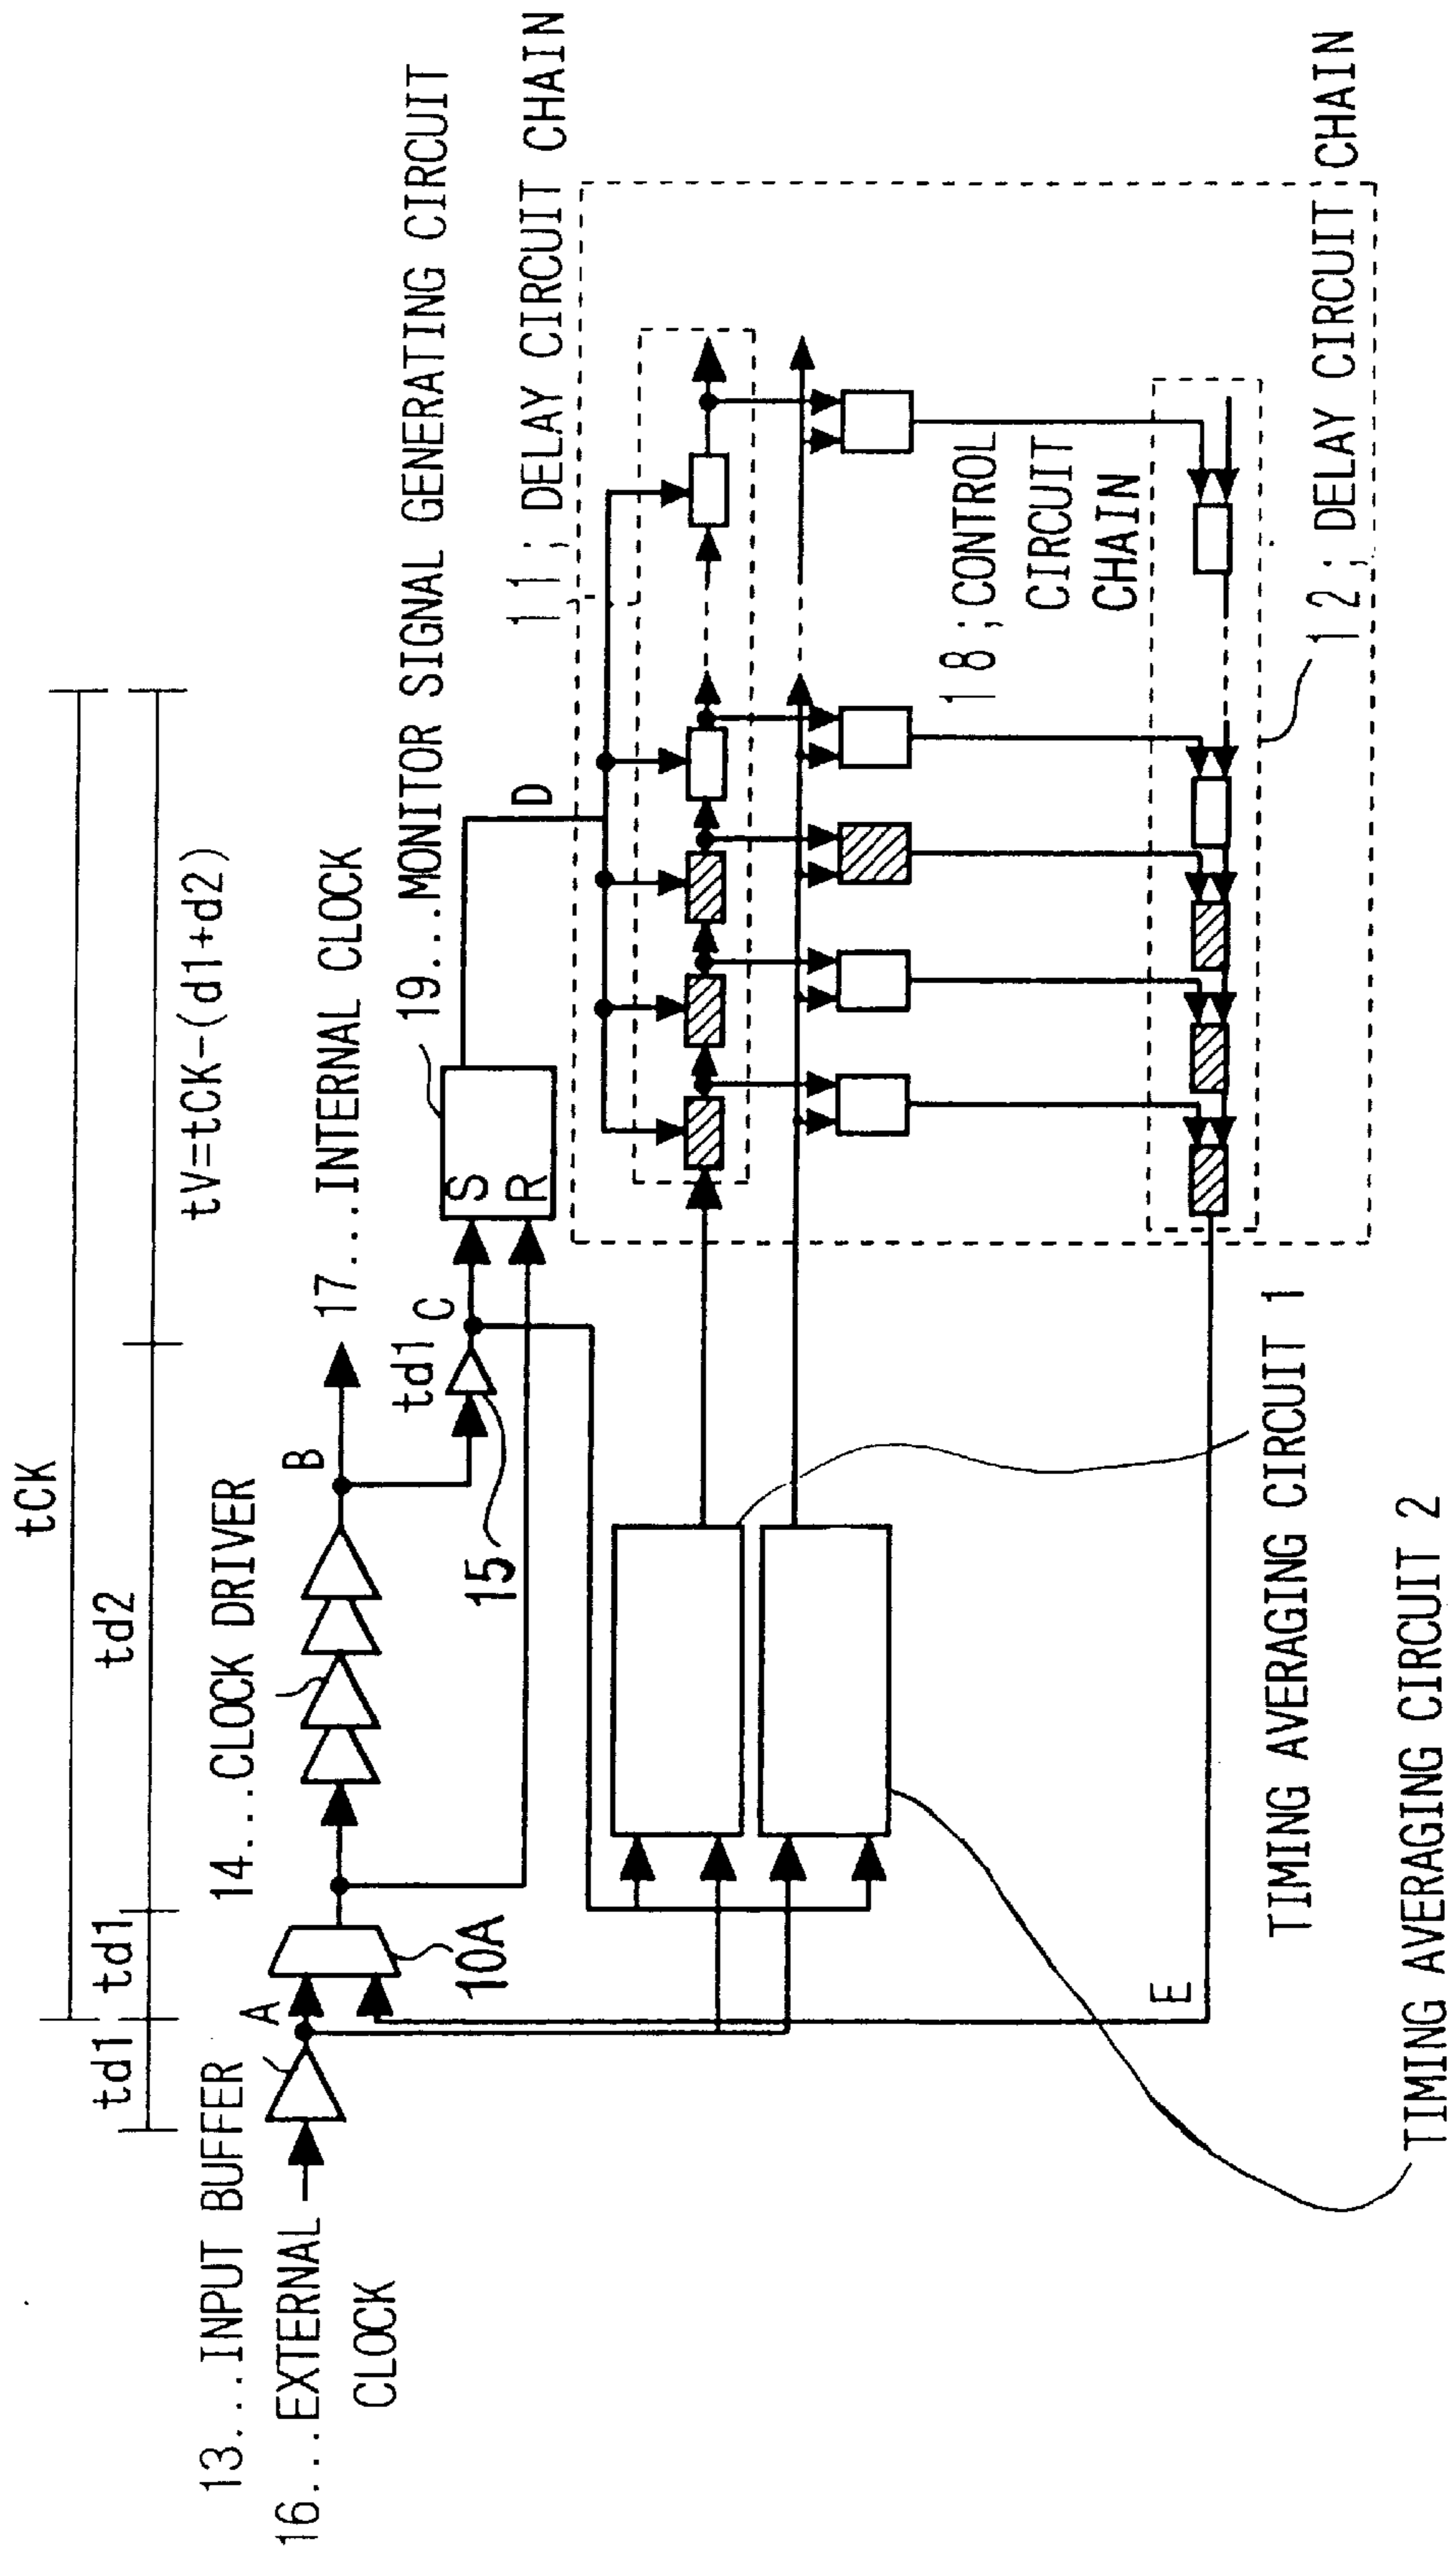 tCK
td1
td1
td2
tV=tCK-(d1+d2)
13...INPUT BUFFER
16...EXTERNAL
CLOCK
A
10A
14...CLOCK DRIVER
B
17...INTERNAL CLOCK
td1
C
15
S
R
19...MONITOR SIGNAL GENERATING CIRCUIT
D
11; DELAY CIRCUIT CHAIN
18; CONTROL
CIRCUIT
CHAIN
12; DELAY CIRCUIT CHAIN
E
TIMING AVERAGING CIRCUIT 1
TIMING AVERAGING CIRCUIT 2